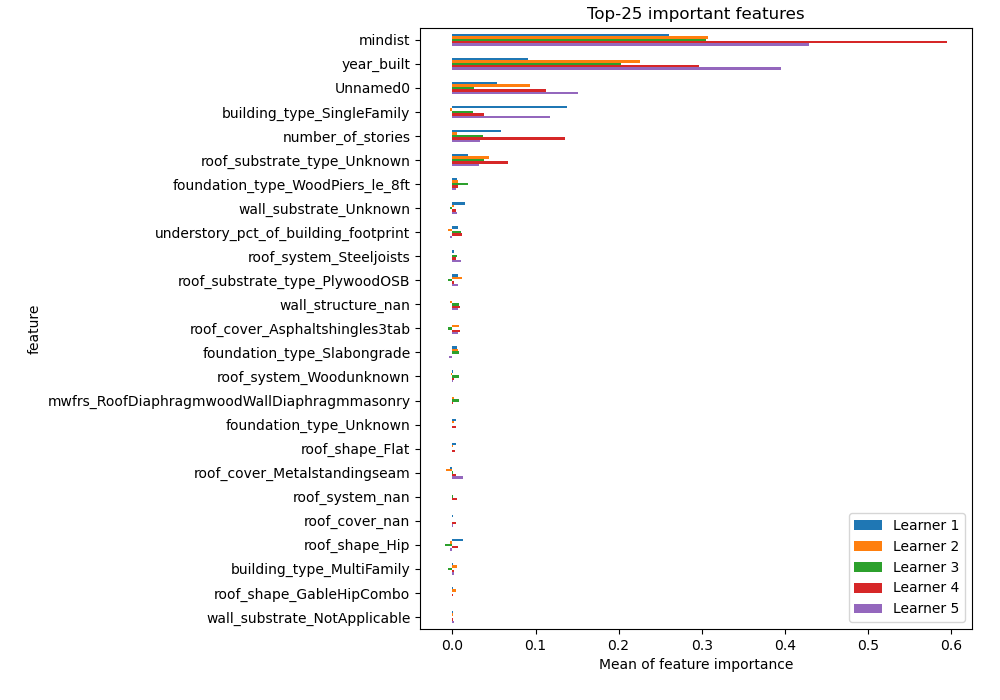 Top-25 important features
mindist
year_built
Unnamed0
building_type_SingleFamily
number_of_stories
roof_substrate_type_Unknown
foundation_type_WoodPiers_le_8ft
wall_substrate_Unknown
understory_pct_of_building_footprint
roof_system_Steeljoists
roof_substrate_type_PlywoodOSB
wall_structure_nan
roof_cover_Asphaltshingles3tab
foundation_type_Slabongrade
roof_system_Woodunknown
mwfrs_RoofDiaphragmwoodWallDiaphragmmasonry
foundation_type_Unknown
roof_shape_Flat
roof_cover_Metalstandingseam
roof_system_nan
roof_cover_nan
roof_shape_Hip
building_type_MultiFamily
roof_shape_GableHipCombo
wall_substrate_NotApplicable
feature
Learner 1
Learner 2
Learner 3
Learner 4
Learner 5
0.0 0.1 0.2 0.3 0.4 0.5 0.6
Mean of feature importance